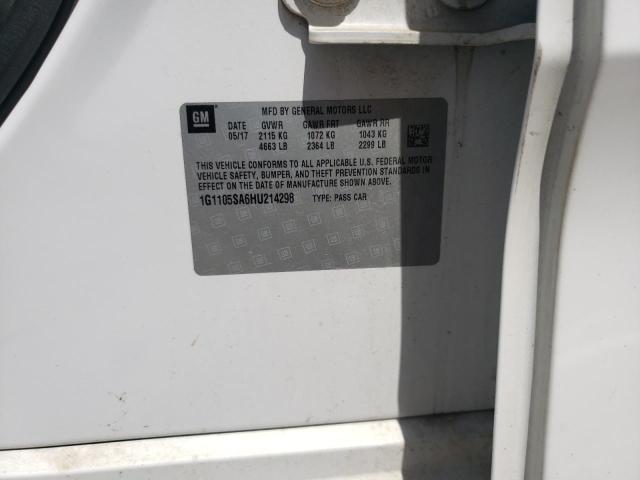 GM
MFD BY GENERAL MOTORS LLC
DATE GVWR GAWR FRT GAWR RR
05/17 2115 KG 1072 KG 1043 KG
4663 LB 2364 LB 2299 LB
THIS VEHICLE CONFORMS TO ALL APPLICABLE U.S. FEDERAL MOTOR
VEHICLE SAFETY, BUMPER, AND THEFT PREVENTION STANDARDS IN
EFFECT ON THE DATE OF MANUFACTURE SHOWN ABOVE.
1G1105SA6HU214298 TYPE: PASS CAR